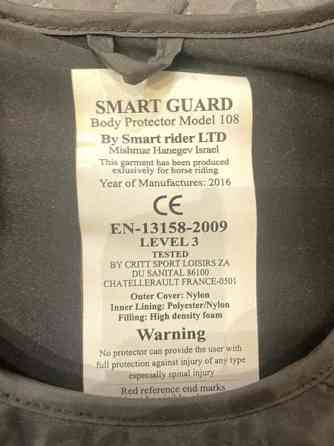 SMART GUARD
Body Protector Model 108
By Smart rider LTD
Mishmar Hanegev Israel
This garment has been produced
exlusively for horse riding
Year of Manufactures: 2016
CE
EN-13158-2009
LEVEL 3
TESTED
BY CRITT SPORT LOISIRS ZA
DU SANITAL 86100
CHATELLERAULT FRANCE-0501
Outer Cover: Nylon
Inner Lining: Polyester/Nylon
Filling: High density foam
Warning
No protector can provide the user with
full protection against injury of any type
especially spinal injury
Red reference end marks